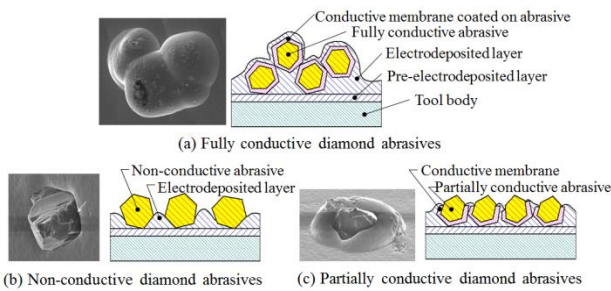 Conductive membrane coated on abrasive
Fully conductive abrasive
Electrodeposited layer
Pre-electrodeposited layer
Tool body
(a) Fully conductive diamond abrasives
Non-conductive abrasive
Electrodeposited layer
(b) Non-conductive diamond abrasives
Conductive membrane
Partially conductive abrasive
(c) Partially conductive diamond abrasives